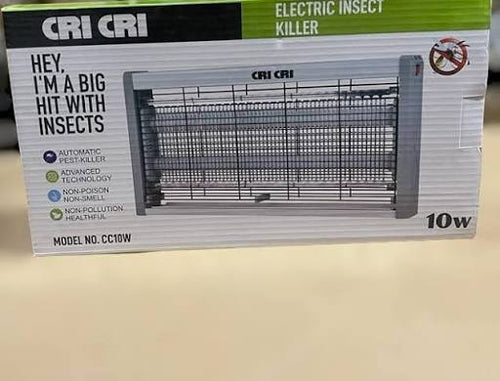 CRI CRI
ELECTRIC INSECT
KILLER
HEY,
I'M A BIG
HIT WITH
INSECTS
CRI CRI
AUTOMATIC
PEST-KILLER
ADVANCED
TECHNOLOGY
NON-POISON
NON-SMELL
NON-POLLUTION
HEALTHFUL
MODEL NO. CC10W
10W